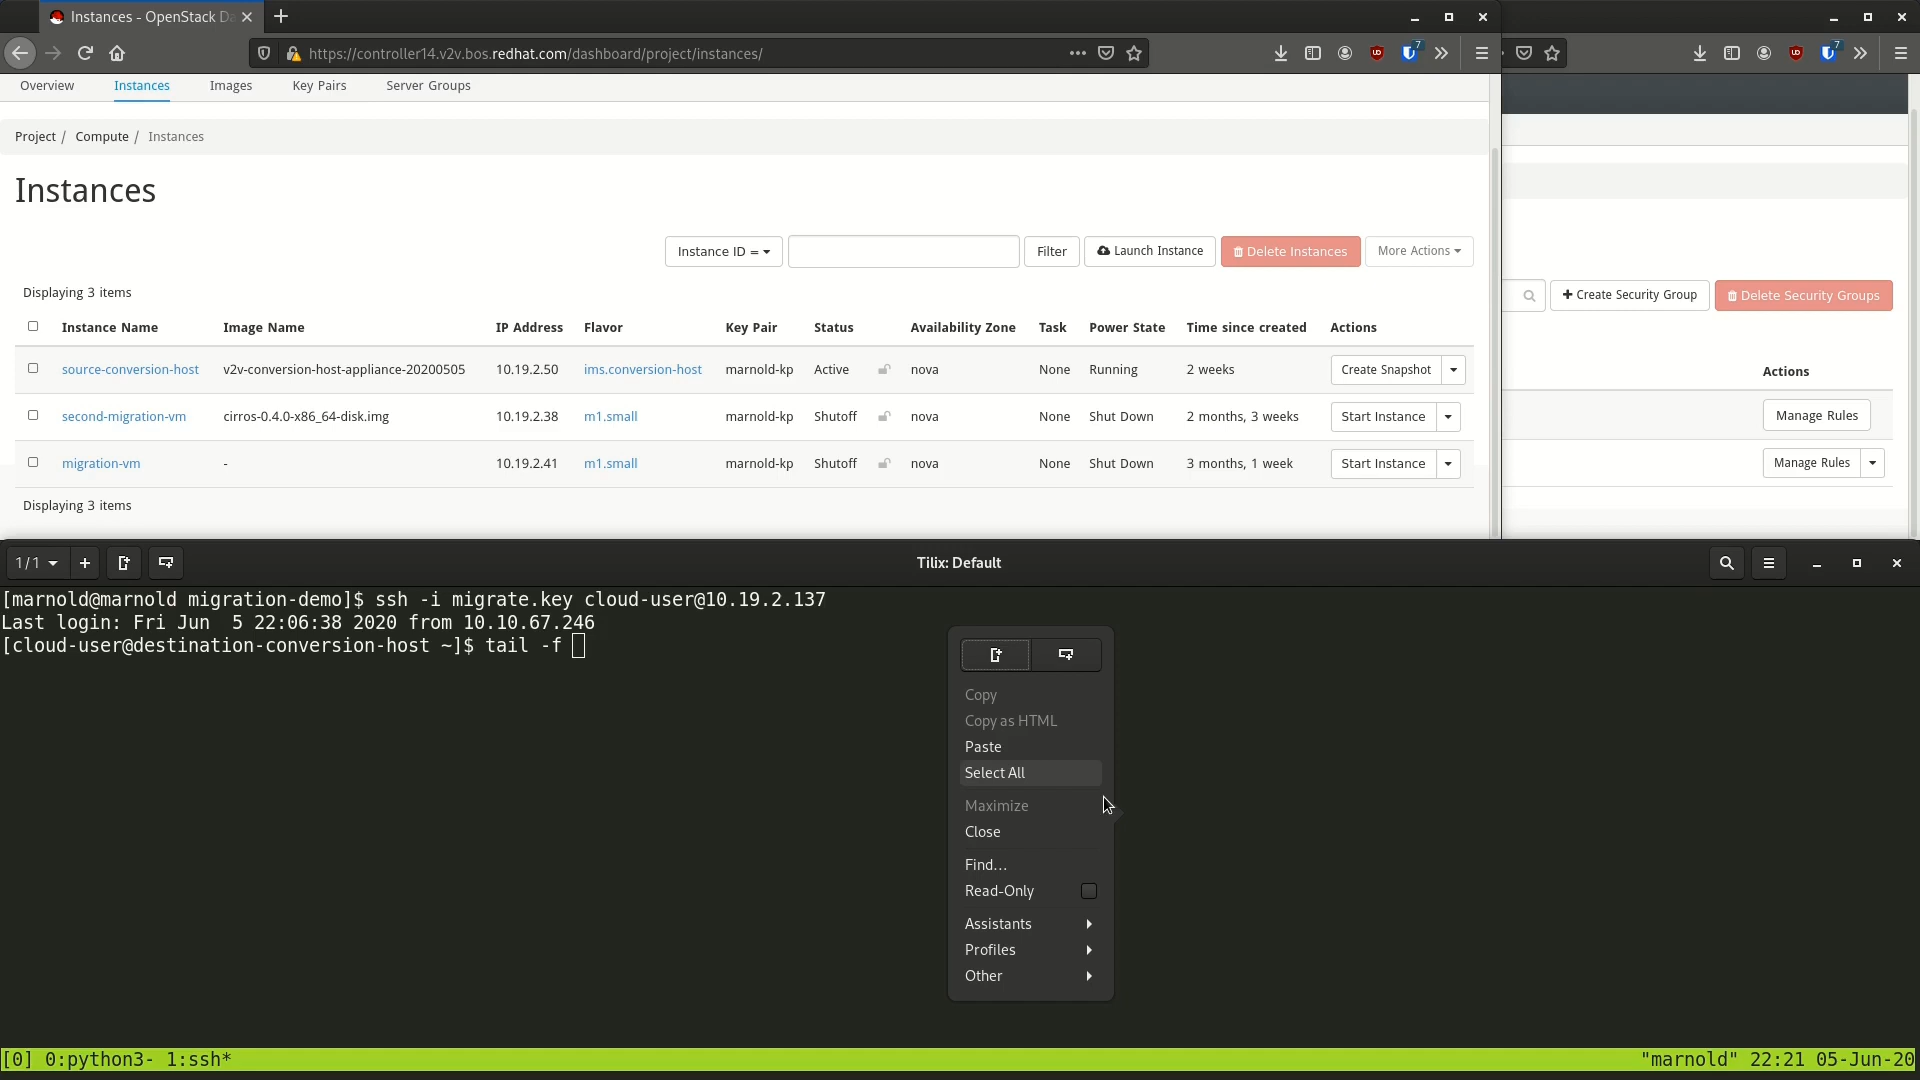 Instances - OpenStack Da
https://controller14.v2v.bos.redhat.com/dashboard/project/instances/
7
7
Overview Instances Images Key Pairs Server Groups
Project / Compute / Instances
Instances
Instance ID = Filter Launch Instance Delete Instances More Actions
Displaying 3 items
Create Security Group Delete Security Groups
Instance Name Image Name IP Address Flavor Key Pair Status Availability Zone Task Power State Time since created Actions
source-conversion-host v2v-conversion-host-appliance-20200505 10.19.2.50 ims.conversion-host marnold-kp Active nova None Running 2 weeks Create Snapshot
Actions
second-migration-vm cirros-0.4.0-x86_64-disk.img 10.19.2.38 m1.small marnold-kp Shutoff nova None Shut Down 2 months, 3 weeks Start Instance
Manage Rules
migration-vm - 10.19.2.41 m1.small marnold-kp Shutoff nova None Shut Down 3 months, 1 week Start Instance
Manage Rules
Displaying 3 items
1/1 Tilix: Default
[marnold@marnold migration-demo]$ ssh -i migrate.key cloud-user@10.19.2.137
Last login: Fri Jun  5 22:06:38 2020 from 10.10.67.246
[cloud-user@destination-conversion-host ~]$ tail -f
Copy
Copy as HTML
Paste
Select All
Maximize
Close
Find...
Read-Only
Assistants
Profiles
Other
[0] 0:python3- 1:ssh* "marnold" 22:21 05-Jun-20